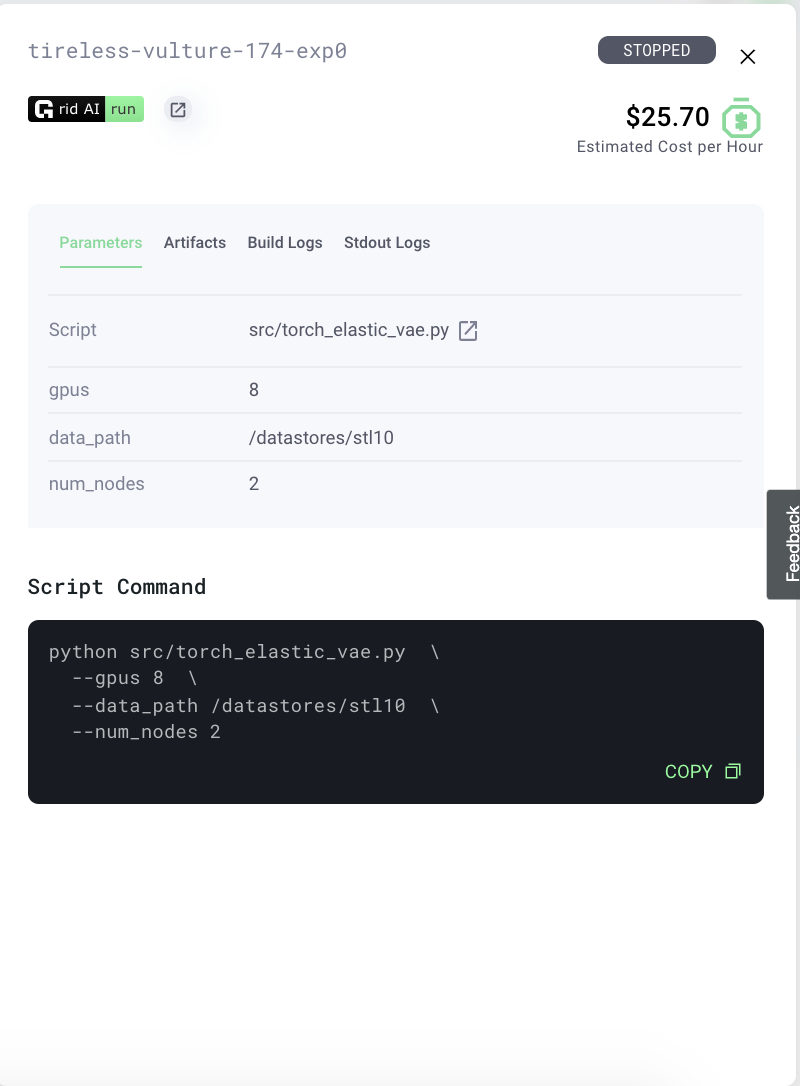 tireless-vulture-174-exp0
STOPPED
Grid AI run
$25.70
Estimated Cost per Hour
Parameters Artifacts Build Logs Stdout Logs
Script src/torch_elastic_vae.py
gpus 8
data_path /datastores/stl10
num_nodes 2
Feedback
Script Command
python src/torch_elastic_vae.py \
--gpus 8 \
--data_path /datastores/stl10 \
--num_nodes 2
COPY